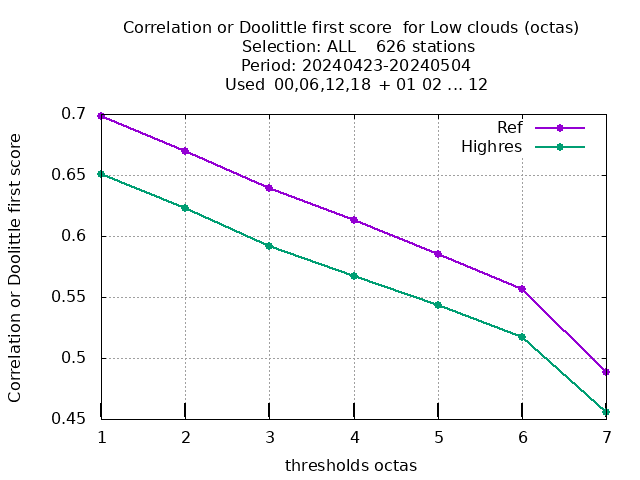 Correlation or Doolittle first score  for Low clouds (octas)
Selection: ALL    626 stations
Period: 20240423-20240504
Used  00,06,12,18  + 01 02 ... 12
Ref
Highres
Correlation or Doolittle first score
0.7
0.65
0.6
0.55
0.5
0.45
1 2 3 4 5 6 7
thresholds octas